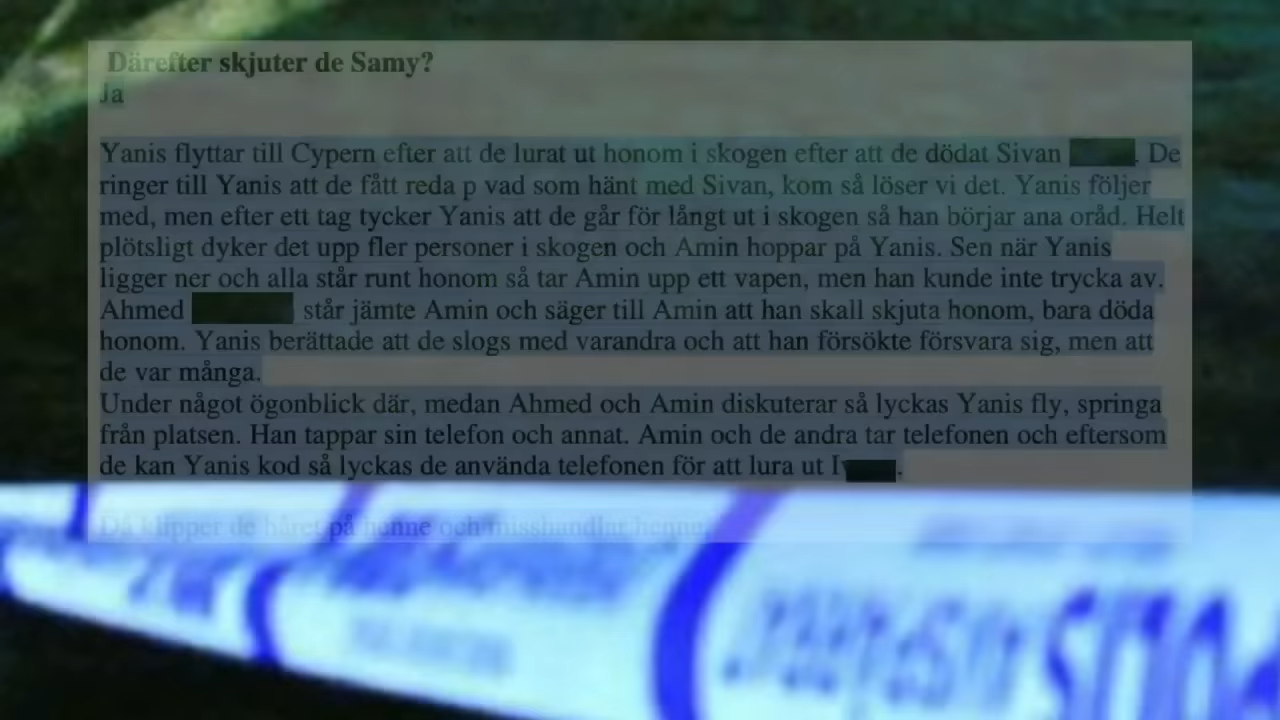 Därefter skjuter de Samy?
Ja
Yanis flyttar till Cypern efter att de lurat ut honom i skogen efter att de dödat Sivan . De
ringer till Yanis att de fått reda p vad som hänt med Sivan, kom så löser vi det. Yanis följer
med, men efter ett tag tycker Yanis att de går för långt ut i skogen så han börjar ana oråd. Helt
plötsligt dyker det upp fler personer i skogen och Amin hoppar på Yanis. Sen när Yanis
ligger ner och alla står runt honom så tar Amin upp ett vapen, men han kunde inte trycka av.
Ahmed står jämte Amin och säger till Amin att han skall skjuta honom, bara döda
honom. Yanis berättade att de slogs med varandra och att han försökte försvara sig, men att
de var många.
Under något ögonblick där, medan Ahmed och Amin diskuterar så lyckas Yanis fly, springa
från platsen. Han tappar sin telefon och annat. Amin och de andra tar telefonen och eftersom
de kan Yanis kod så lyckas de använda telefonen för att lura ut I .
Då klipper de håret på henne och misshandlar henne